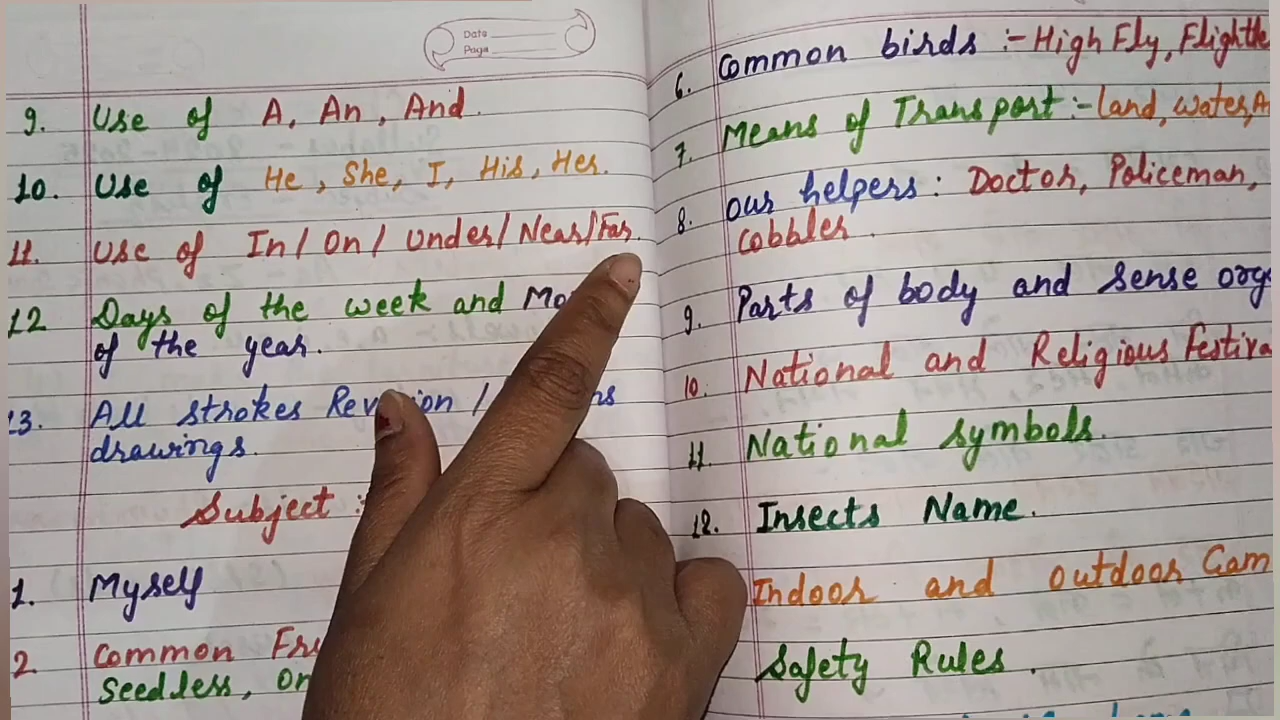 Date
Page
9. Use of A, An, And.
10. Use of He, She, I, His, Her.
11. Use of In/ On/ Under/ Near/Far.
12 Days of the week and
of the year.
13. All strokes
drawings.
Subject :
1. Myself
2 Common
Seedless,
6. Common birds :- High Fly,
7. Means of Transport :- land, water,
8. our helpers : Doctor, Policeman,
cobbler.
9. Parts of body and sense
10. National and Religious
11. National symbols.
12. Insects Name.
Indoor and outdoor
Safety Rules.